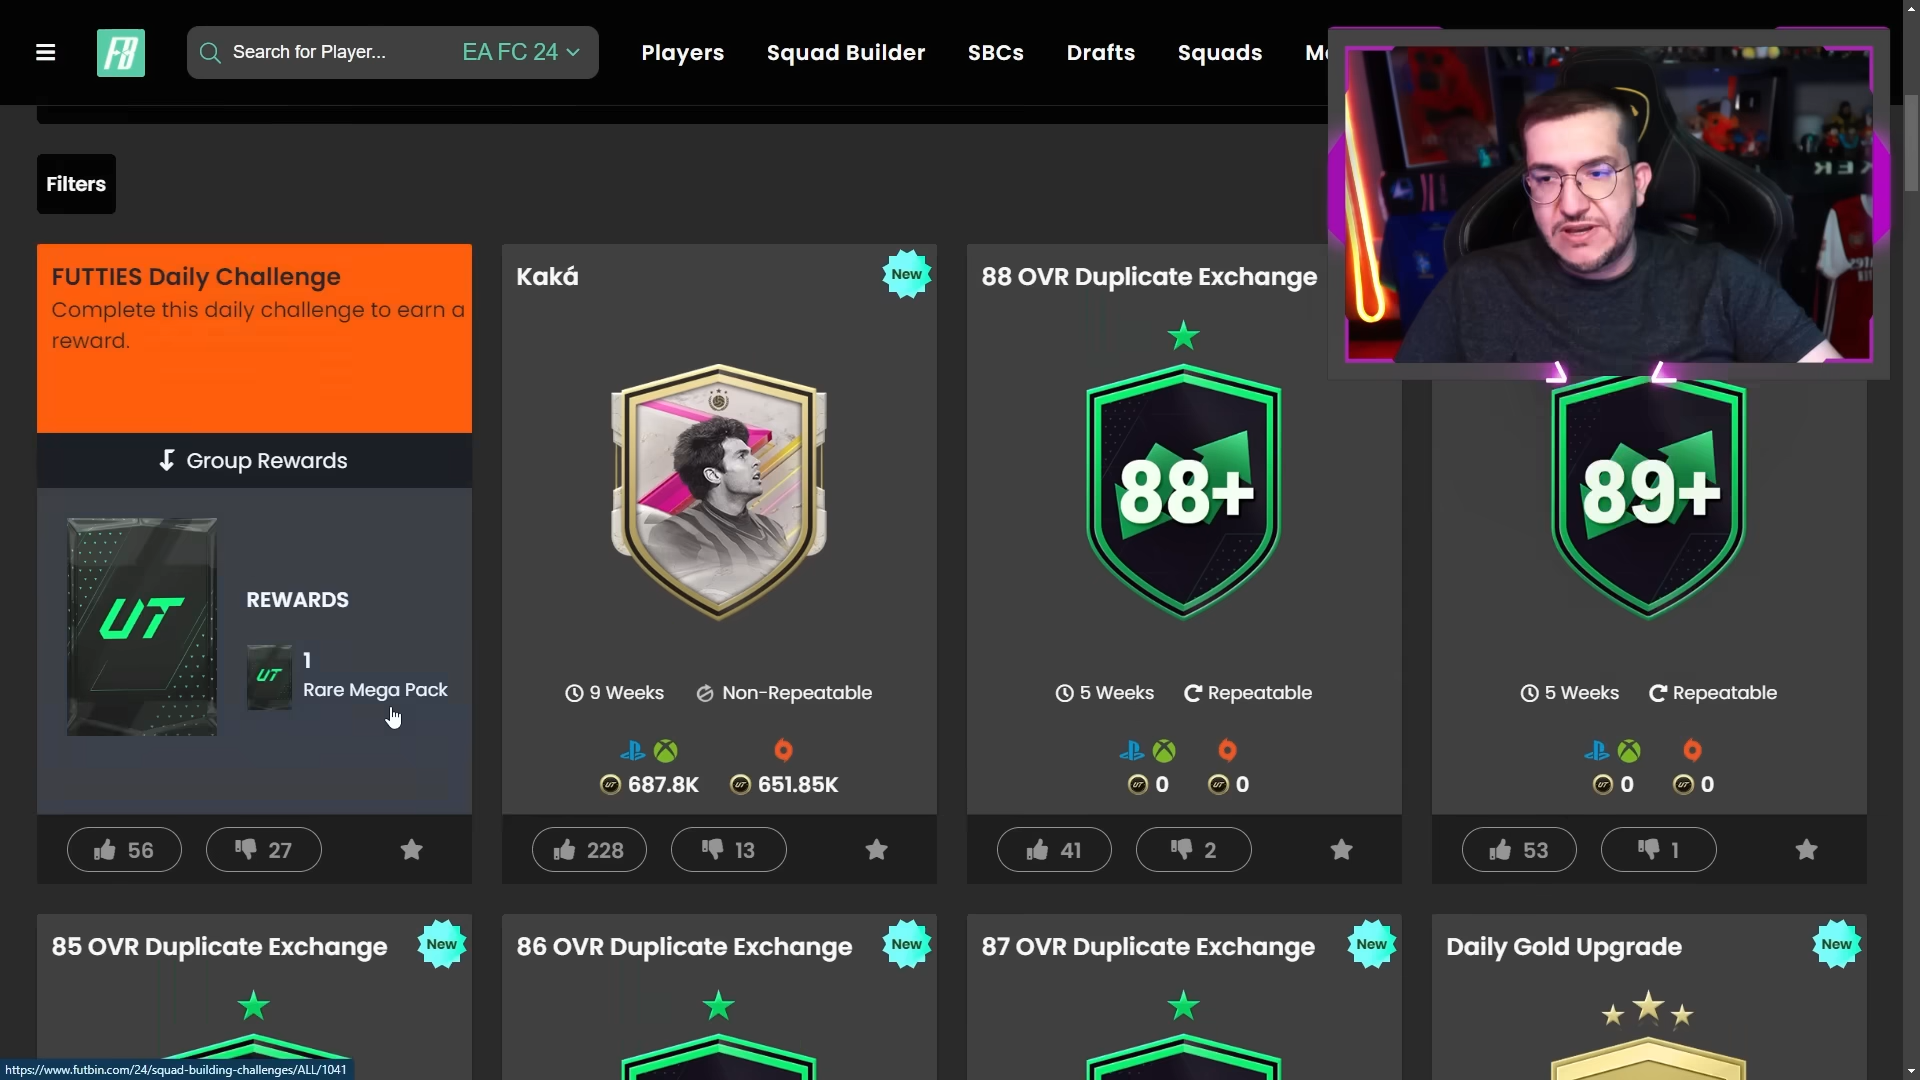 F8
Search for Player...
EA FC 24
Players
Squad Builder
SBCs
Drafts
Squads
Filters
FUTTIES Daily Challenge
Complete this daily challenge to earn a
reward.
Group Rewards
UT
REWARDS
UT
1
Rare Mega Pack
56
27
Kaká
New
9 Weeks
Non-Repeatable
687.8K
651.85K
228
13
88 OVR Duplicate Exchange
88+
5 Weeks
Repeatable
0
0
41
2
89+
5 Weeks
Repeatable
0
0
53
1
85 OVR Duplicate Exchange
New
86 OVR Duplicate Exchange
New
87 OVR Duplicate Exchange
New
Daily Gold Upgrade
New
https://www.futbin.com/24/squad-building-challenges/ALL/1041